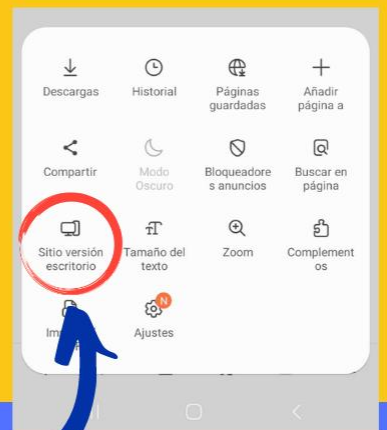 Descargas
Historial
Páginas
guardadas
Añadir
página a
Compartir
Modo
Oscuro
Bloqueadore
s anuncios
Buscar en
página
Sitio versión
escritorio
Tamaño del
texto
Zoom
Complement
os
N
Ajustes